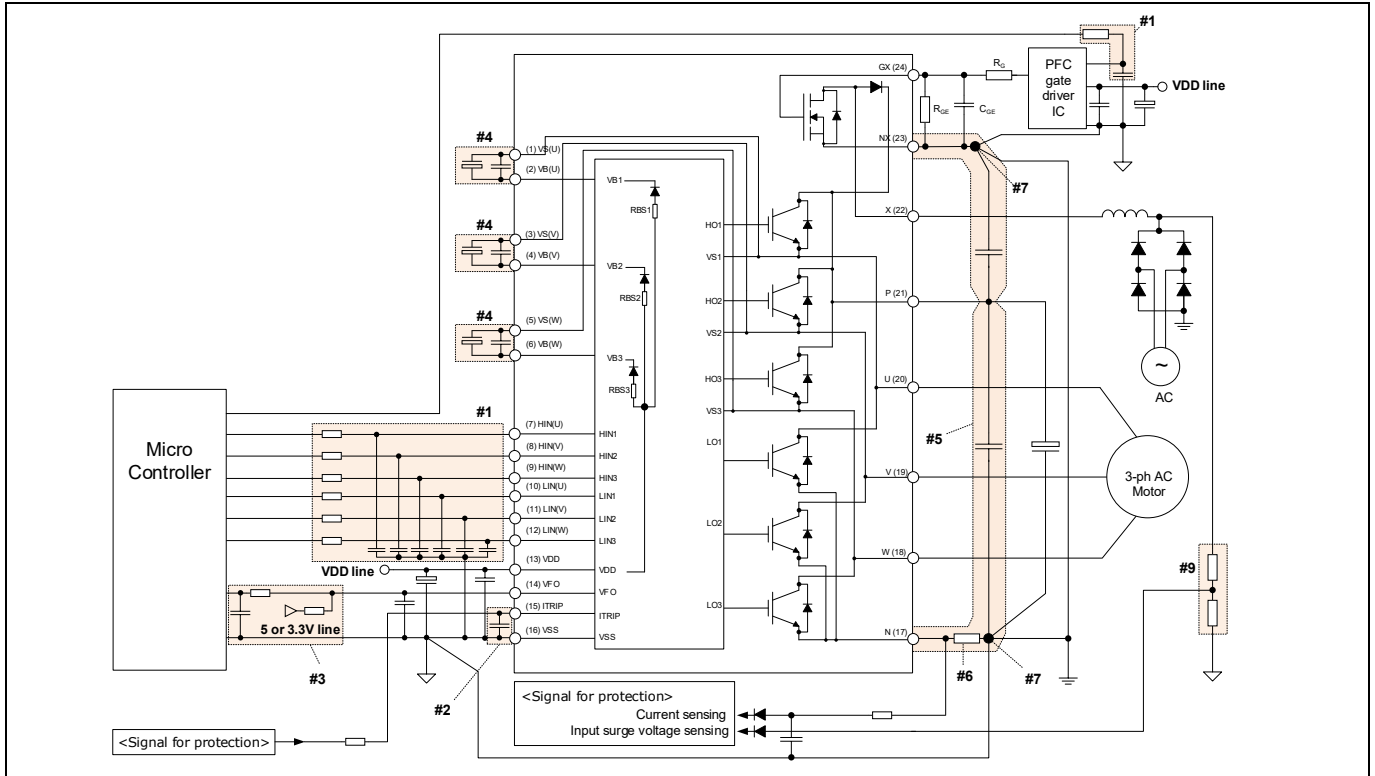 #1
GX (24)
RG
PFC
gate
driver
IC
VDD line
RGE
CGE
NX (23)
#7
#4
(1) VS(U)
(2) VB(U)
VB1
RBS1
HO1
X (22)
#4
(3) VS(V)
(4) VB(V)
VS1
VB2
RBS2
HO2
P (21)
#4
(5) VS(W)
(6) VB(W)
VS2
VB3
RBS3
HO3
VS3
U (20)
~
AC
Micro
Controller
#1
(7) HIN(U)
(8) HIN(V)
(9) HIN(W)
(10) LIN(U)
(11) LIN(V)
(12) LIN(W)
(13) VDD
(14) VFO
(15) ITRIP
(16) VSS
HIN1
HIN2
HIN3
LIN1
LIN2
LIN3
VDD
VFO
ITRIP
VSS
LO1
LO2
LO3
#5
V (19)
3-ph AC
Motor
W (18)
VDD line
5 or 3.3V line
#3
#2
N (17)
#6
#7
#9
<Signal for protection>
Current sensing
Input surge voltage sensing
<Signal for protection>